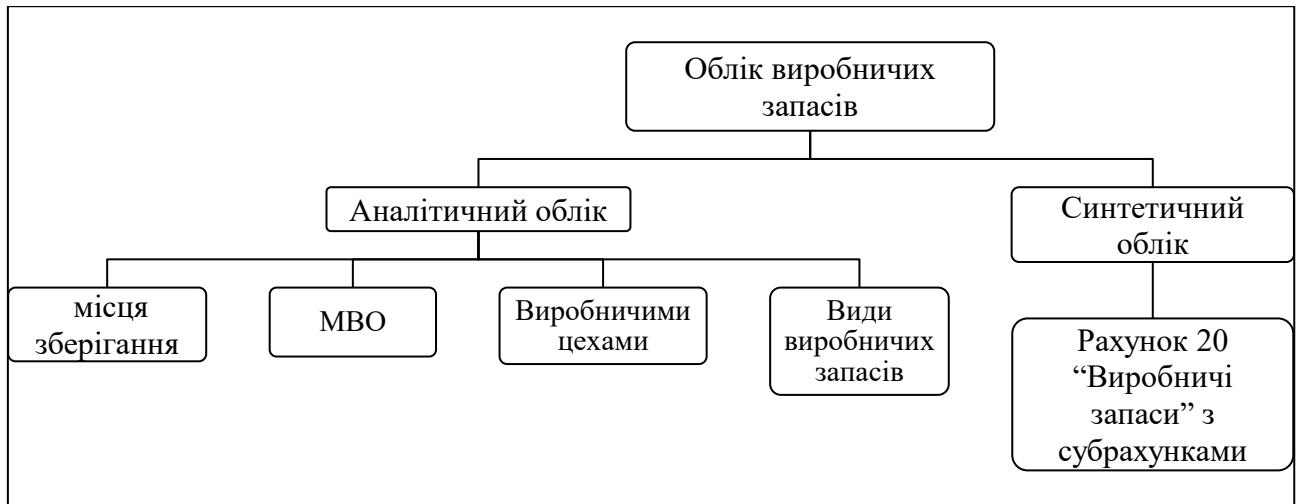 Облік виробничих
запасів
Аналітичний облік
Синтетичний
облік
місця
зберігання
МВО
Виробничими
цехами
Види
виробничих
запасів
Рахунок 20
“Виробничі
запаси” з
субрахунками